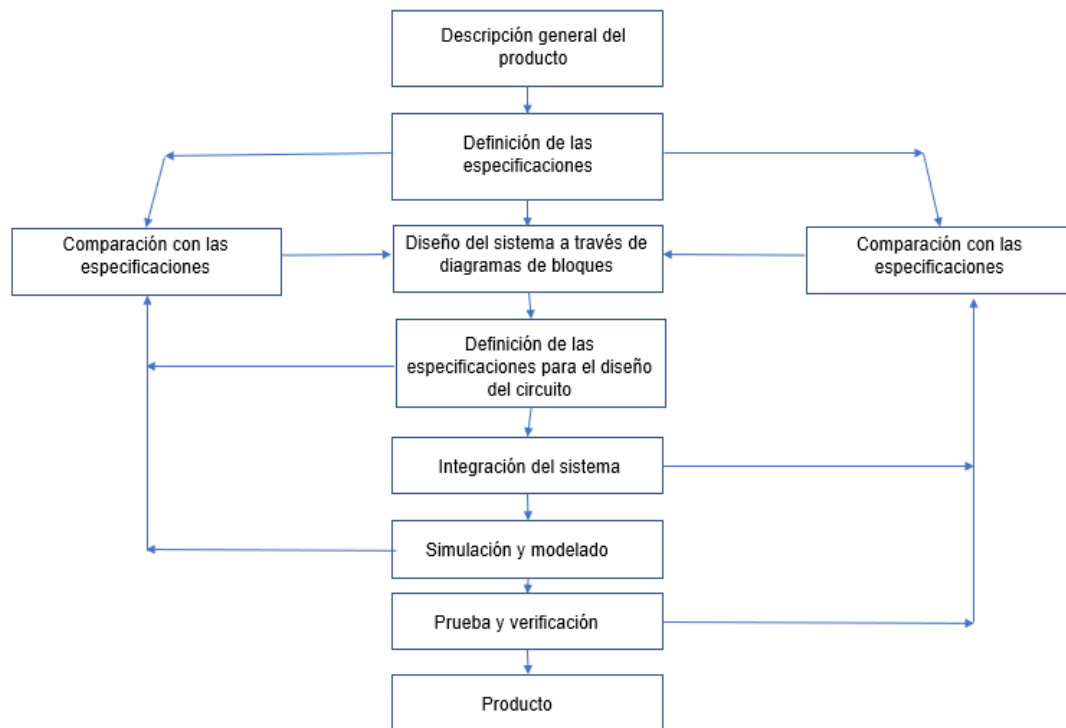 Descripción general del
producto
Definición de las
especificaciones
Comparación con las
especificaciones
Diseño del sistema a través de
diagramas de bloques
Comparación con las
especificaciones
Definición de las
especificaciones para el diseño
del circuito
Integración del sistema
Simulación y modelado
Prueba y verificación
Producto